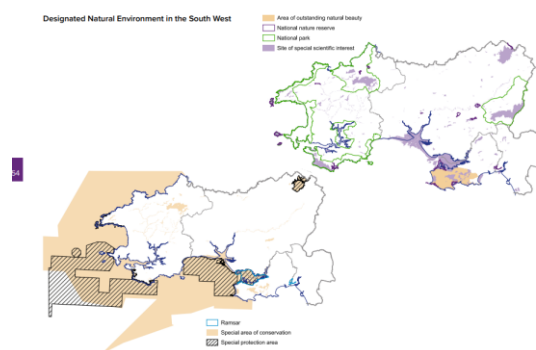 Designated Natural Environment in the South West
Area of outstanding natural beauty
National nature reserve
National park
Site of special scientific interest
54
Ramsar
Special area of conservation
Special protection area